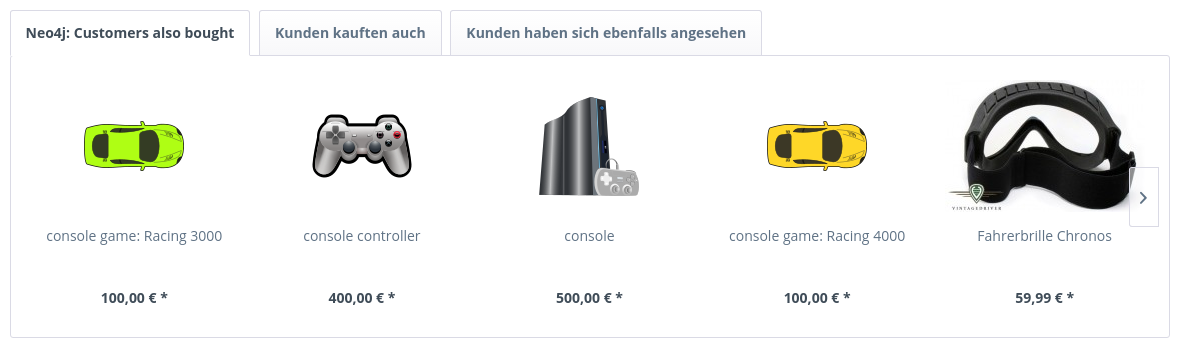 Neo4j: Customers also bought
Kunden kauften auch
Kunden haben sich ebenfalls angesehen
VINTAGEDRIVER
console game: Racing 3000
console controller
console
console game: Racing 4000
Fahrerbrille Chronos
100,00 € *
400,00 € *
500,00 € *
100,00 € *
59,99 € *